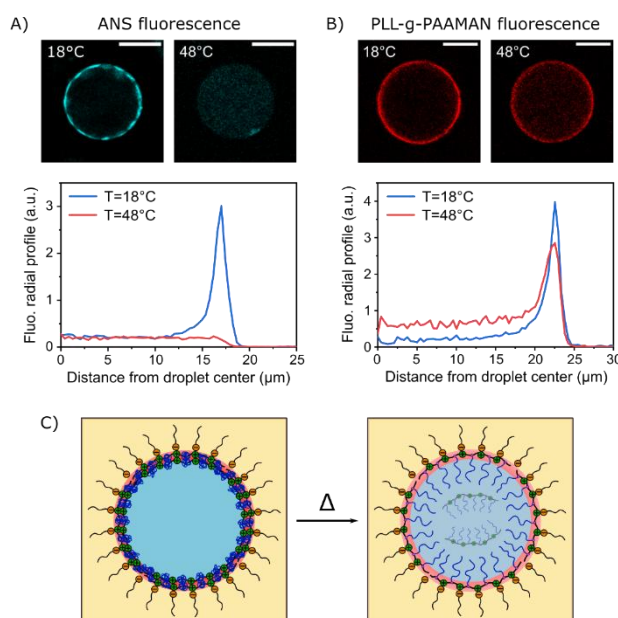 A) ANS fluorescence
18°C
48°C
Fluo. radial profile (a.u.)
3
2
1
0
T=18°C
T=48°C
0 5 10 15 20 25
Distance from droplet center (µm)
B) PLL-g-PAAMAN fluorescence
18°C
48°C
Fluo. radial profile (a.u.)
4
3
2
1
0
T=18°C
T=48°C
0 5 10 15 20 25 30
Distance from droplet center (µm)
C)
Δ